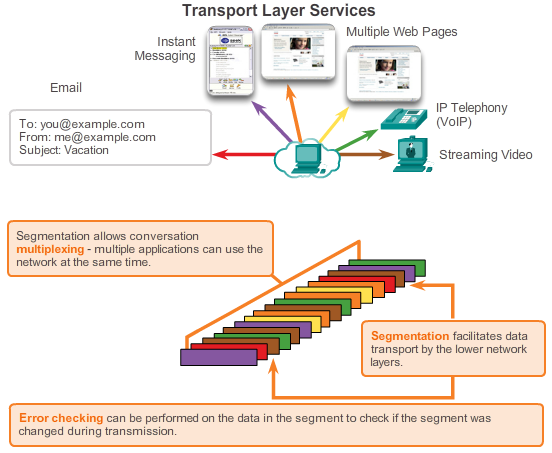 Transport Layer Services
Instant
Messaging
Multiple Web Pages
Email
To: you@example.com
From: me@example.com
Subject: Vacation
IP Telephony
(VoIP)
Streaming Video
Segmentation allows conversation
multiplexing - multiple applications can use the
network at the same time.
Segmentation facilitates data
transport by the lower network
layers.
Error checking can be performed on the data in the segment to check if the segment was
changed during transmission.